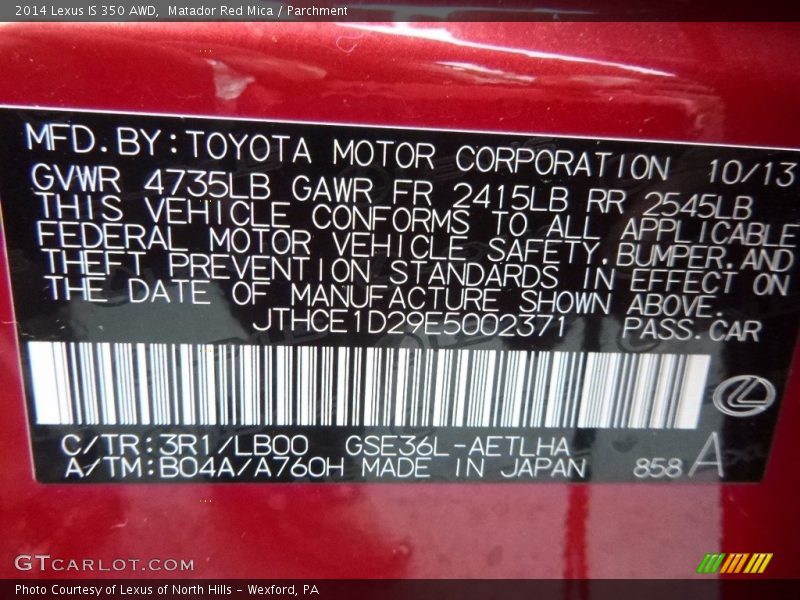 2014 Lexus IS 350 AWD,  Matador Red Mica / Parchment
MFD.BY:TOYOTA MOTOR CORPORATION 10/13
GVWR 4735LB GAWR FR 2415LB RR 2545LB
THIS VEHICLE CONFORMS TO ALL APPLICABLE
FEDERAL MOTOR VEHICLE SAFETY,BUMPER,AND
THEFT PREVENTION STANDARDS IN EFFECT ON
THE DATE OF MANUFACTURE SHOWN ABOVE.
JTHCE1D29E5002371 PASS.CAR
C/TR:3R1/LB00 GSE36L-AETLHA
A/TM:B04A/A760H MADE IN JAPAN 858 A
GTCARLOT.COM
Photo Courtesy of Lexus of North Hills - Wexford, PA